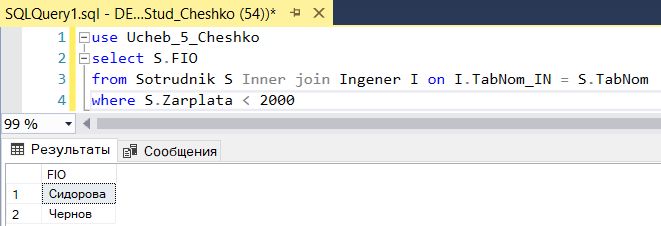 SQLQuery1.sql - DE...Stud_Cheshko (54))*
1 use Ucheb_5_Cheshko
2 select S.FIO
3 from Sotrudnik S Inner join Ingener I on I.TabNom_IN = S.TabNom
4 where S.Zarplata < 2000
99 %
Результаты Сообщения
FIO
1 Сидорова
2 Чернов